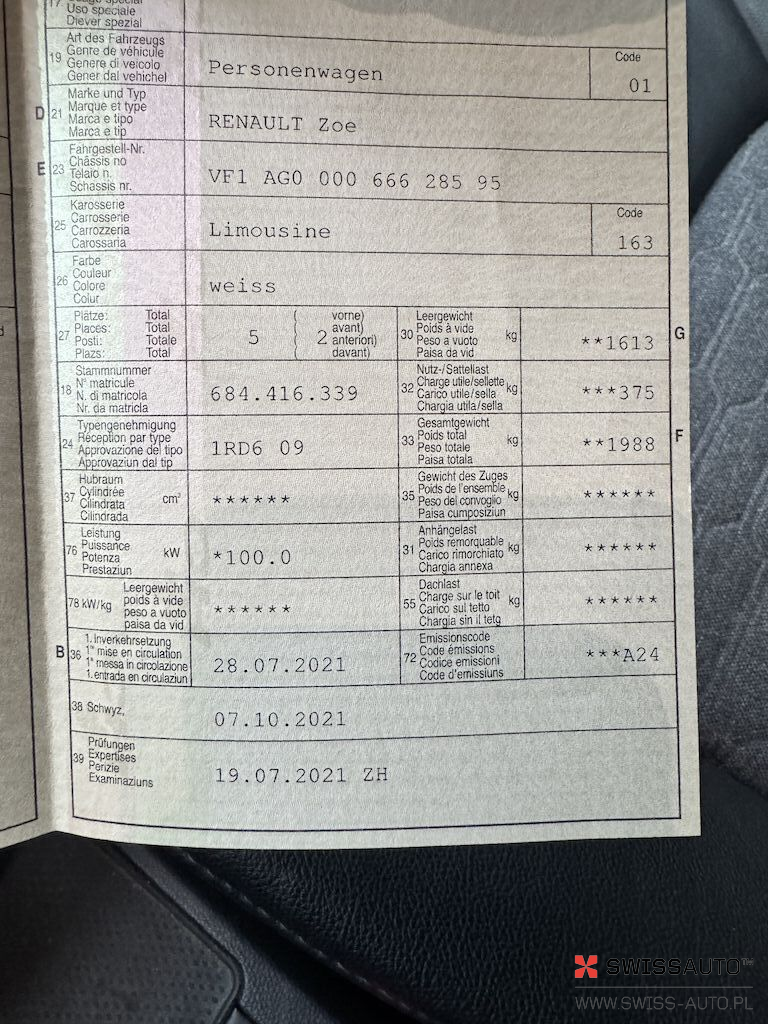 17
Uso speciale
Diever spezial
19
Art des Fahrzeugs
Genre de véhicule
Genere di veicolo
Gener dal vehichel
Personenwagen
Code
01
D 21
Marke und Typ
Marque et type
Marca e tipo
Marca e tip
RENAULT Zoe
E 23
Fahrgestell-Nr.
Châssis no
Telaio n.
Schassis nr.
VF1 AG0 000 666 285 95
25
Karosserie
Carrosserie
Carrozzeria
Carossaria
Limousine
Code
163
26
Farbe
Couleur
Colore
Colur
weiss
27
Plätze: Total
Places: Total
Posti: Totale
Plazs: Total
5
( vorne)
( 2 avant)
( anteriori)
( davant)
30
Leergewicht
Poids à vide
Peso a vuoto
Paisa da vid
kg
**1613
G
18
Stammnummer
N° matricule
N. di matricola
Nr. da matricla
684.416.339
32
Nutz-/Sattellast
Charge utile/sellette
Carico utile/sella
Chargia utila/sella
kg
***375
24
Typengenehmigung
Réception par type
Approvazione del tipo
Approvaziun dal tip
1RD6 09
33
Gesamtgewicht
Poids total
Peso totale
Paisa totala
kg
**1988
F
37
Hubraum
Cylindrée
Cilindrata
Cilindrada
cm³
******
35
Gewicht des Zuges
Poids de l'ensemble
Peso del convoglio
Paisa cumposiziun
kg
******
76
Leistung
Puissance
Potenza
Prestaziun
kW
*100.0
31
Anhängelast
Poids remorquable
Carico rimorchiato
Chargia annexa
kg
******
78 kW/kg
Leergewicht
poids à vide
peso a vuoto
paisa da vid
******
55
Dachlast
Charge sur le toit
Carico sul tetto
Chargia sin il tetg
kg
******
B 36
1. Inverkehrsetzung
1re mise en circulation
1a messa in circolazione
1. entrada en circulaziun
28.07.2021
72
Emissionscode
Code émissions
Codice emissioni
Code d'emissiuns
***A24
38 Schwyz,
07.10.2021
39
Prüfungen
Expertises
Perizie
Examinaziuns
19.07.2021 ZH
SWISSAUTO™
WWW.SWISS-AUTO.PL